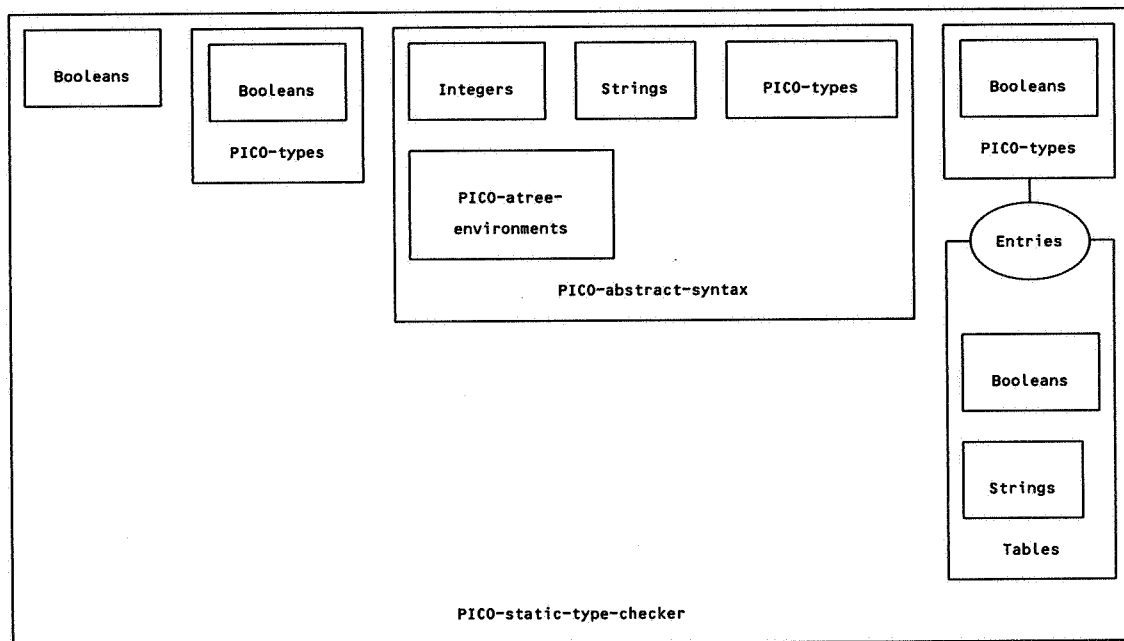 Booleans
Booleans
PICO-types
Integers
Strings
PICO-types
PICO-atree-
environments
PICO-abstract-syntax
Booleans
PICO-types
Entries
Booleans
Strings
Tables
PICO-static-type-checker